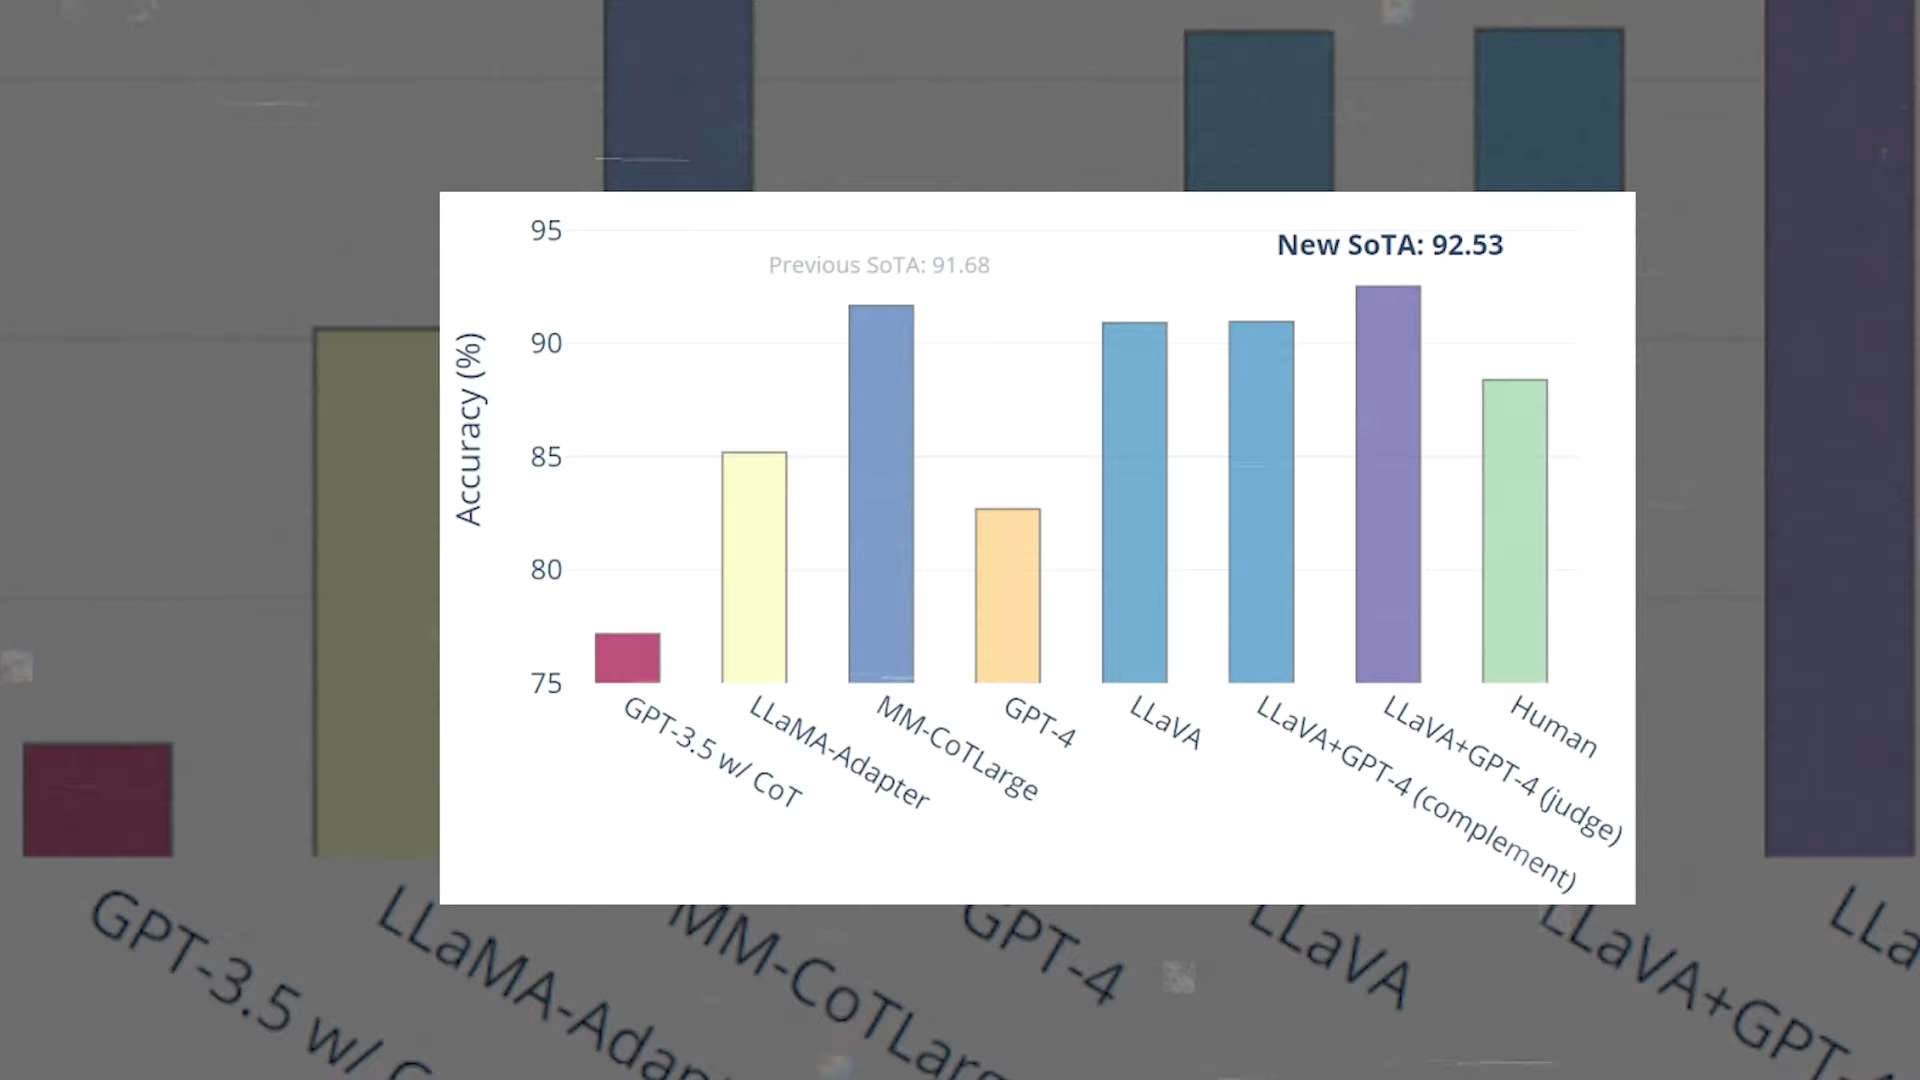 95
New SoTA: 92.53
Previous SoTA: 91.68
90
Accuracy (%)
85
80
75
GPT-3.5 w/ CoT
LLaMA-Adapter
MM-CoTLarge
GPT-4
LLaVA
LLaVA+GPT-4 (complement)
LLaVA+GPT-4 (judge)
Human
GPT-3.5 w/ C
LLaMA-Adap
MM-CoTLarg
GPT-4
LLaVA
LLaVA+GPT-4
LLa